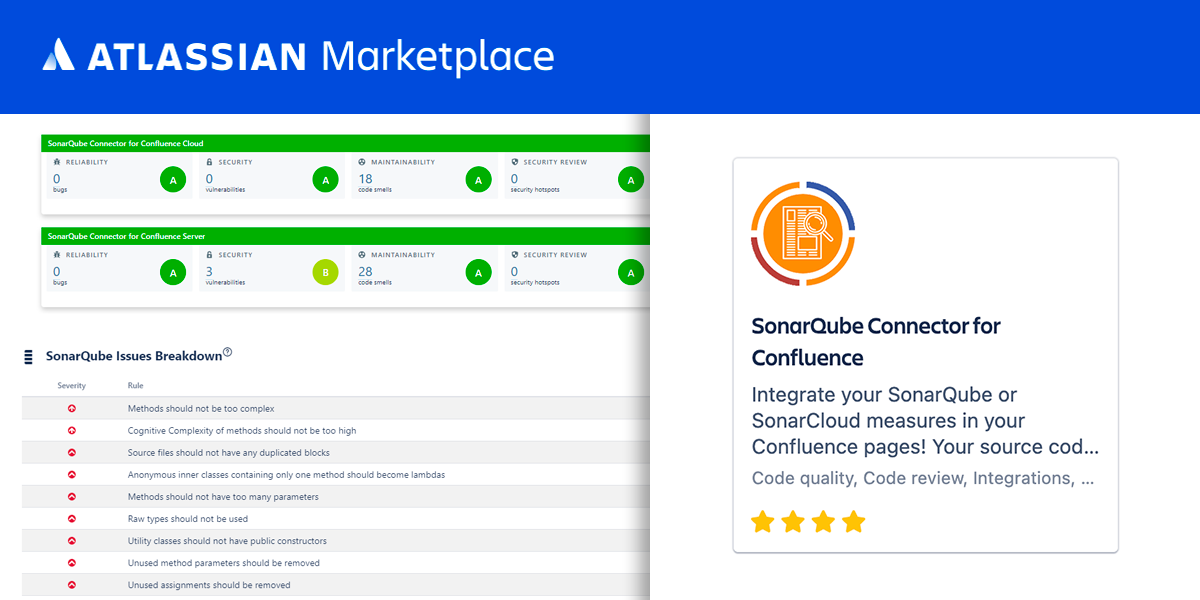 ATLASSIAN Marketplace
SonarQube Connector for Confluence Cloud
RELIABILITY
0
bugs
A
SECURITY
0
vulnerabilities
A
MAINTAINABILITY
18
code smells
A
SECURITY REVIEW
0
security hotspots
A
SonarQube Connector for Confluence Server
RELIABILITY
0
bugs
A
SECURITY
3
vulnerabilities
B
MAINTAINABILITY
28
code smells
A
SECURITY REVIEW
0
security hotspots
A
SonarQube Issues Breakdown?
Severity Rule
Methods should not be too complex
Cognitive Complexity of methods should not be too high
Source files should not have any duplicated blocks
Anonymous inner classes containing only one method should become lambdas
Methods should not have too many parameters
Raw types should not be used
Utility classes should not have public constructors
Unused method parameters should be removed
Unused assignments should be removed
SonarQube Connector for
Confluence
Integrate your SonarQube or
SonarCloud measures in your
Confluence pages! Your source cod...
Code quality, Code review, Integrations, ...